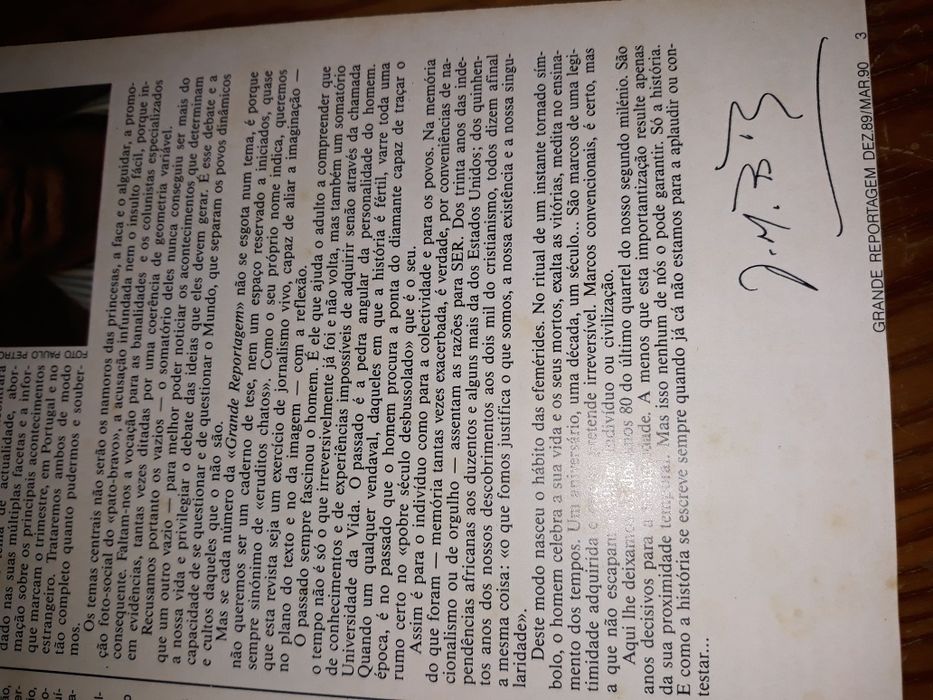 dado nas suas múltiplas facetas e a infor-
mação sobre os principais acontecimentos
que marcam o trimestre, em Portugal e no
estrangeiro. Trataremos ambos de modo
tão completo quanto pudermos e souber-
mos.
FOTO PAULO PETRO
Os temas centrais não serão os namoros das princesas, a faca e o alguidar, a promo-
ção foto-social do «pato-bravo», a acusação infundada nem o insulto fácil, porque in-
consequente. Faltam-nos a vocação para as banalidades e os colunistas especializados
em evidências, tantas vezes ditadas por uma coerência de geometria variável.
Recusamos portanto os vazios — o somatório deles nunca conseguiu ser mais do
que um outro vazio — para melhor poder noticiar os acontecimentos que determinam
a nossa vida e privilegiar o debate das ideias que eles devem gerar. É esse debate e a
capacidade de se questionar e de questionar o Mundo, que separam os povos dinâmicos
e cultos daqueles que o não são.
Mas se cada número da «Grande Reportagem» não se esgota num tema, é porque
não queremos ser um caderno de tese, nem um espaço reservado a iniciados, quase
sempre sinónimo de «eruditos chatos». Como o seu próprio nome indica, queremos
que esta revista seja um exercício de jornalismo vivo, capaz de aliar a imaginação —
no plano do texto e no da imagem — com a reflexão.
O passado sempre fascinou o homem. É ele que ajuda o adulto a compreender que
o tempo não é só o que irreversivelmente já foi e não volta, mas também um somatório
de conhecimentos e de experiências impossíveis de adquirir senão através da chamada
Universidade da Vida. O passado é a pedra angular da personalidade do homem.
Quando um qualquer vendaval, daqueles em que a história é fértil, varre toda uma
época, é no passado que o homem procura a ponta do diamante capaz de traçar o
rumo certo no «pobre século desbussolado» que é o seu.
Assim é para o indivíduo como para a colectividade e para os povos. Na memória
do que foram — memória tantas vezes exacerbada, é verdade, por conveniências de na-
cionalismo ou de orgulho — assentam as razões para SER. Dos trinta anos das inde-
pendências africanas aos duzentos e alguns mais da dos Estados Unidos; dos quinhen-
tos anos dos nossos descobrimentos aos dois mil do cristianismo, todos dizem afinal
a mesma coisa: «o que fomos justifica o que somos, a nossa existência e a nossa singu-
laridade».
Deste modo nasceu o hábito das efemérides. No ritual de um instante tornado sím-
bolo, o homem celebra a sua vida e os seus mortos, exalta as vitórias, medita no ensina-
mento dos tempos. Um aniversário, uma década, um século... São marcos de uma legi-
timidade adquirida e pretende irreversível. Marcos convencionais, é certo, mas
a que não escapam indivíduo ou civilização.
Aqui lhe deixamos anos 80 do último quartel do nosso segundo milénio. São
anos decisivos para a A menos que esta importantização resulte apenas
da sua proximidade temporal... Mas isso nenhum de nós o pode garantir. Só a história.
E como a história se escreve sempre quando já cá não estamos para a aplaudir ou con-
testar...
GRANDE REPORTAGEM DEZ.89/MAR.90 3